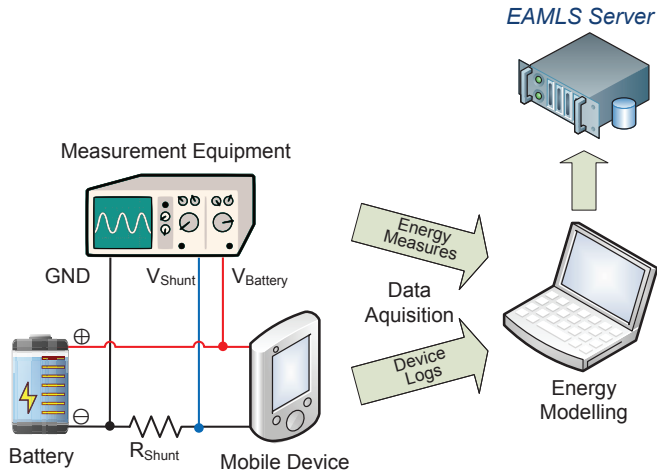 EAMLS Server
Measurement Equipment
GND
VShunt
VBattery
Energy
Measures
Data
Aquisition
Device
Logs
⊕
⊖
RShunt
Battery
Mobile Device
Energy
Modelling